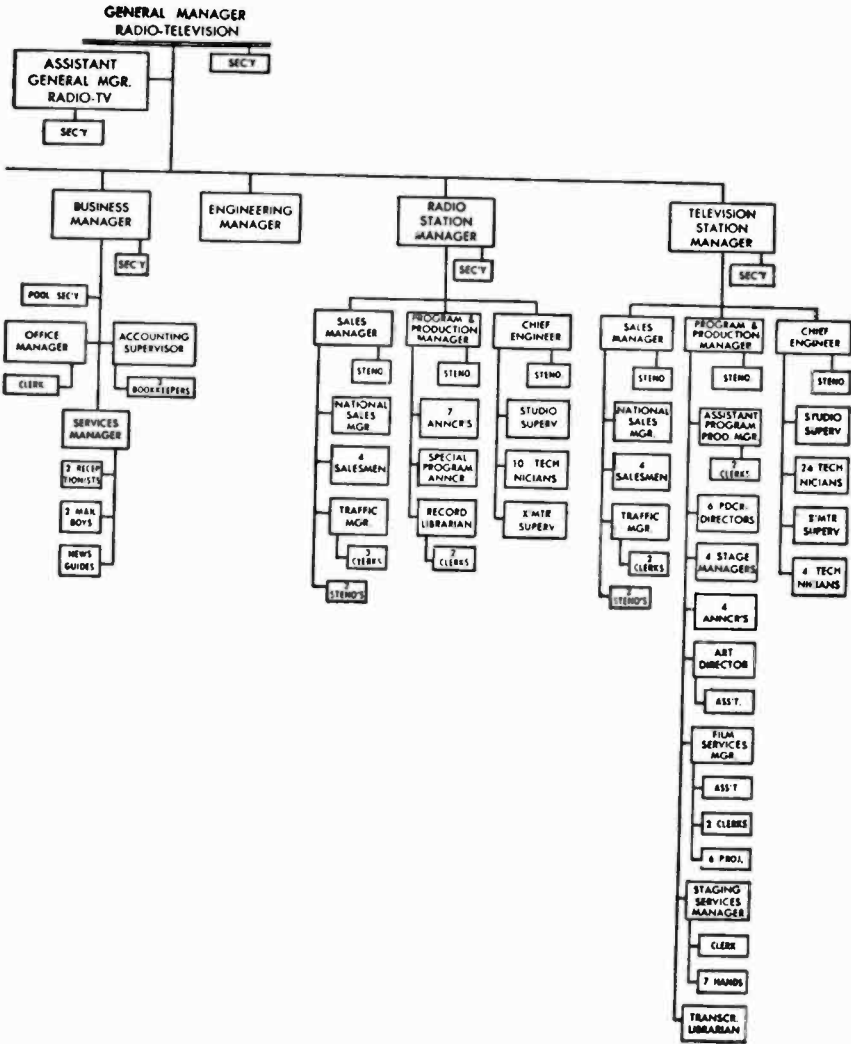 GENERAL MANAGER
RADIO-TELEVISION
SEC'Y
ASSISTANT
GENERAL MGR.
RADIO-TV
SEC'Y
BUSINESS
MANAGER
SEC'Y
POOL SEC'Y
OFFICE
MANAGER
CLERK
ACCOUNTING
SUPERVISOR
BOOKKEEPERS
SERVICES
MANAGER
2 RECEP
TIONISTS
2 MAIL
BOYS
NEWS
GUIDES
ENGINEERING
MANAGER
RADIO
STATION
MANAGER
SEC'Y
SALES
MANAGER
STENO.
NATIONAL
SALES
MGR.
4
SALESMEN
TRAFFIC
MGR.
CLERKS
2
STENO'S
PROGRAM &
PRODUCTION
MANAGER
STENO.
7
ANNCR'S
SPECIAL
PROGRAM
ANNCR
RECORD
LIBRARIAN
2
CLERKS
CHIEF
ENGINEER
STENO.
STUDIO
SUPERV
10 TECH
NICIANS
X'MTR
SUPERV
TELEVISION
STATION
MANAGER
SEC'Y
SALES
MANAGER
STENO
NATIONAL
SALES
MGR.
4
SALESMEN
TRAFFIC
MGR.
2
CLERKS
2
STENO'S
PROGRAM &
PRODUCTION
MANAGER
STENO.
ASSISTANT
PROGRAM
PROD MGR.
2
CLERKS
6 PDCR-
DIRECTORS
4 STAGE
MANAGERS
4
ANNCR'S
ART
DIRECTOR
ASS'T.
FILM
SERVICES
MGR.
ASS'T
2 CLERKS
6 PROJ.
STAGING
SERVICES
MANAGER
CLERK
7 HANDS
TRANSCR.
LIBRARIAN
CHIEF
ENGINEER
STENO
STUDIO
SUPERV
TECH
NICIANS
X'MTR
SUPERV
4 TECH
NICIANS